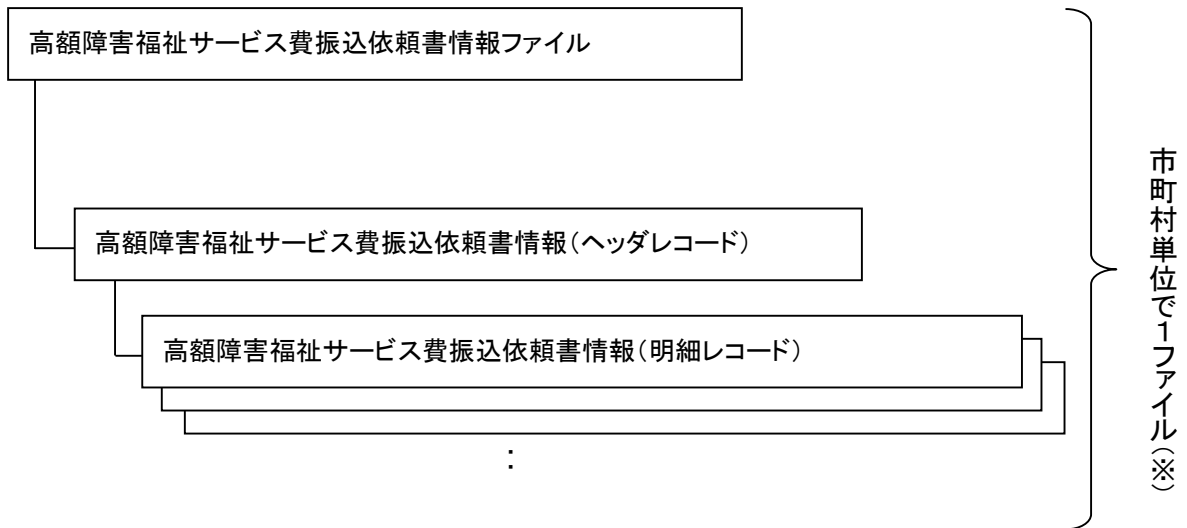 高額障害福祉サービス費振込依頼書情報ファイル
高額障害福祉サービス費振込依頼書情報(ヘッダレコード)
高額障害福祉サービス費振込依頼書情報(明細レコード)
:
市町村単位で1ファイル(※)